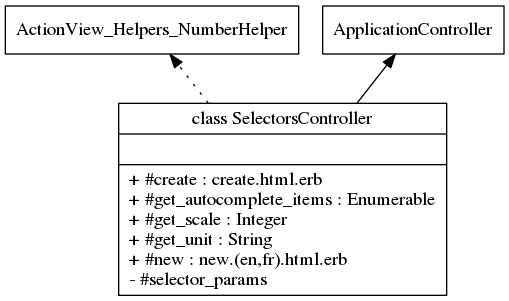 ActionView_Helpers_NumberHelper
ApplicationController
class SelectorsController
+ #create : create.html.erb
+ #get_autocomplete_items : Enumerable
+ #get_scale : Integer
+ #get_unit : String
+ #new : new.(en,fr).html.erb
- #selector_params